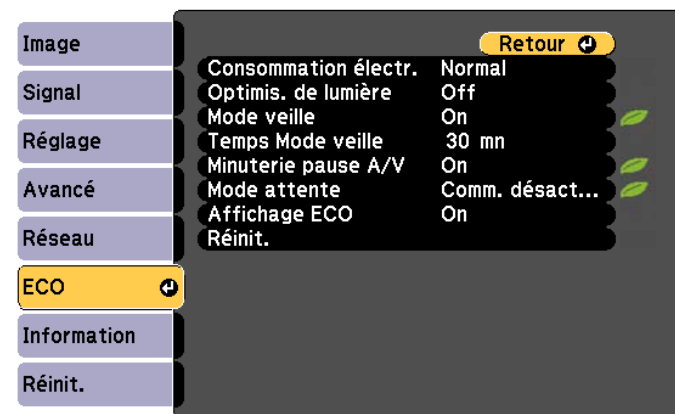 Image
Signal
Réglage
Avancé
Réseau
ECO
Information
Réinit.
Retour
Consommation électr. Normal
Optimis. de lumière Off
Mode veille On
Temps Mode veille 30 mn
Minuterie pause A/V On
Mode attente Comm. désact...
Affichage ECO On
Réinit.